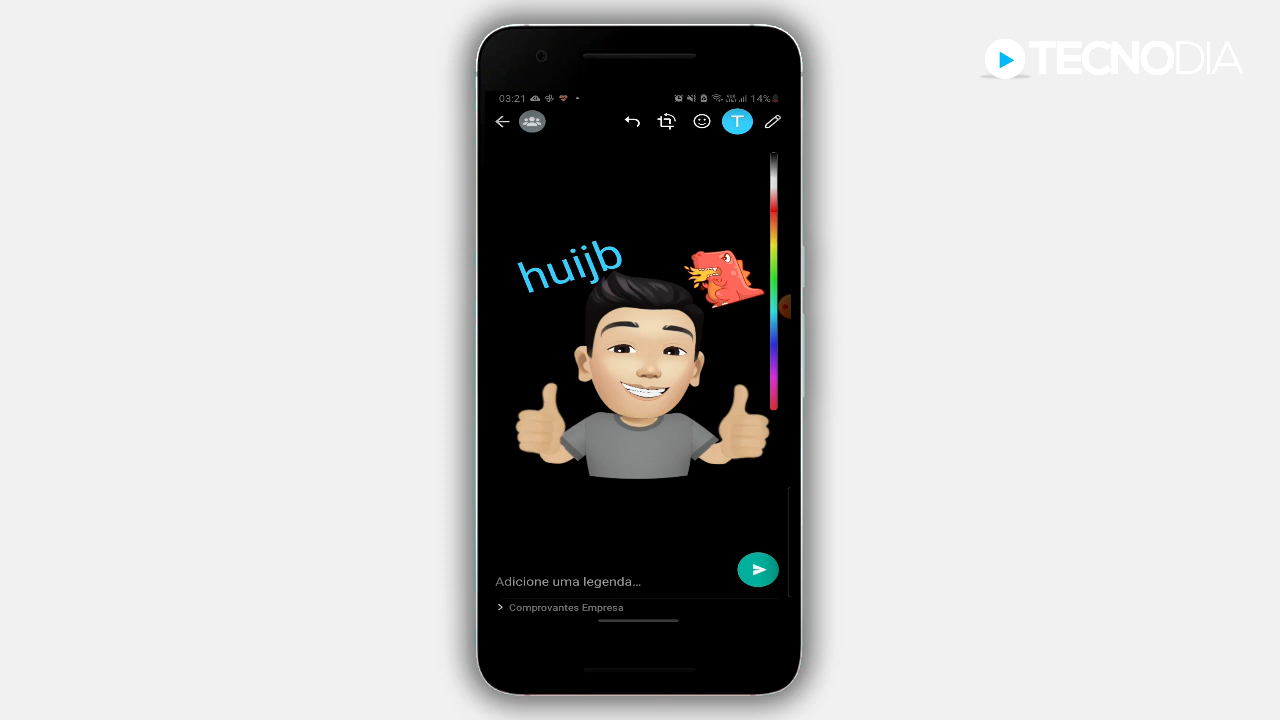 TECNODIA
03:21
14%
T
huijb
Adicione uma legenda...
Comprovantes Empresa